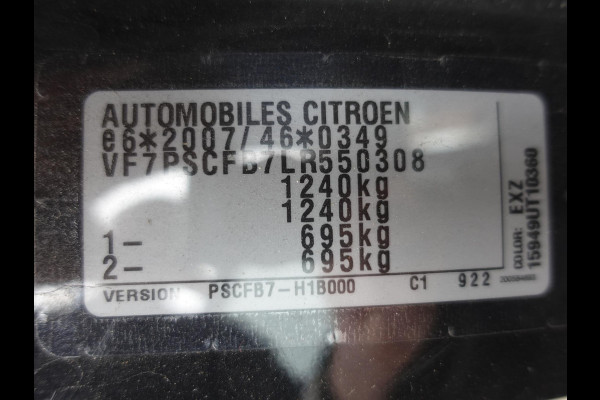 AUTOMOBILES CITROEN
e6*2007/46*0349
VF7PSCFB7LR550308
1240kg
1240kg
1– 695kg
2– 695kg
VERSION PSCFB7–H1B000 C1 922
COLOR: EXZ
15949UT10360